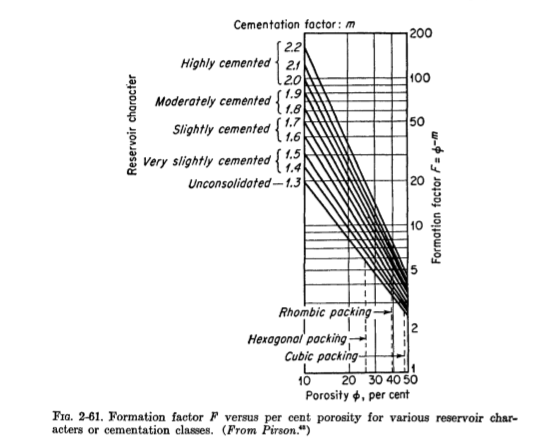 Cementation factor: m
Reservoir character
Highly cemented
2.2
2.1
2.0
Moderately cemented
1.9
1.8
Slightly cemented
1.7
1.6
Very slightly cemented
1.5
1.4
Unconsolidated
1.3
200
100
50
20
10
5
2
1
Formation factor F = φ⁻ᵐ
Rhombic packing
Hexagonal packing
Cubic packing
10 20 30 40 50
Porosity φ, per cent
FIG. 2-61. Formation factor F versus per cent porosity for various reservoir char-
acters or cementation classes. (From Pirson.⁴⁸)